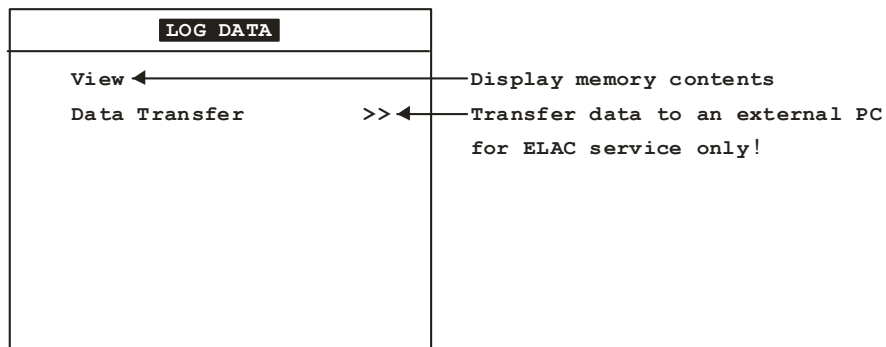 LOG DATA
View
Display memory contents
Data Transfer >>
Transfer data to an external PC
for ELAC service only!